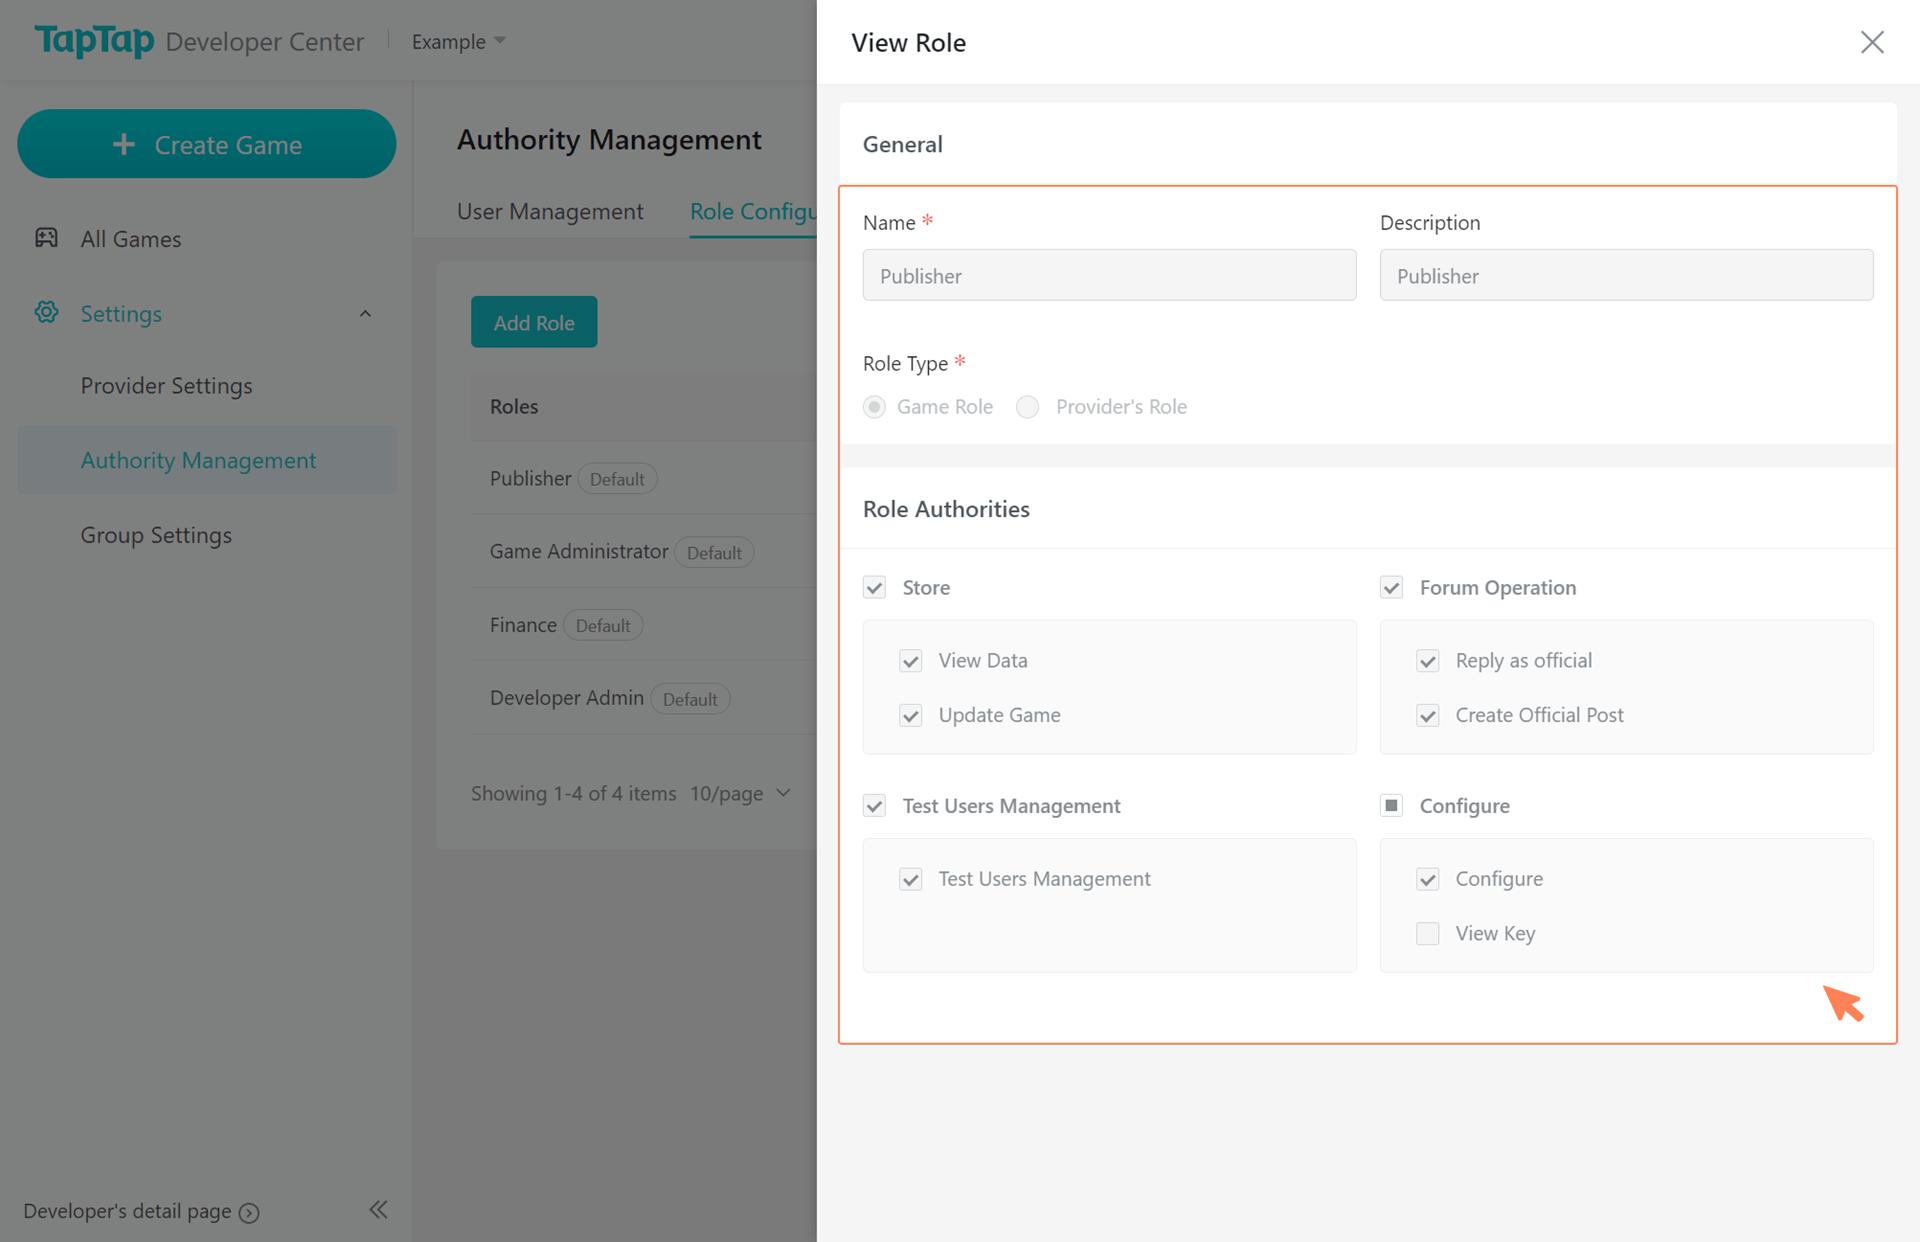 TapTap Developer Center Example
Create Game
All Games
Settings
Provider Settings
Authority Management
Group Settings
Developer's detail page
Authority Management
User Management Role Configu
Add Role
Roles
Publisher Default
Game Administrator Default
Finance Default
Developer Admin Default
Showing 1-4 of 4 items 10/page
View Role
General
Name *
Description
Publisher
Publisher
Role Type *
Game Role Provider's Role
Role Authorities
Store
View Data
Update Game
Forum Operation
Reply as official
Create Official Post
Test Users Management
Test Users Management
Configure
Configure
View Key